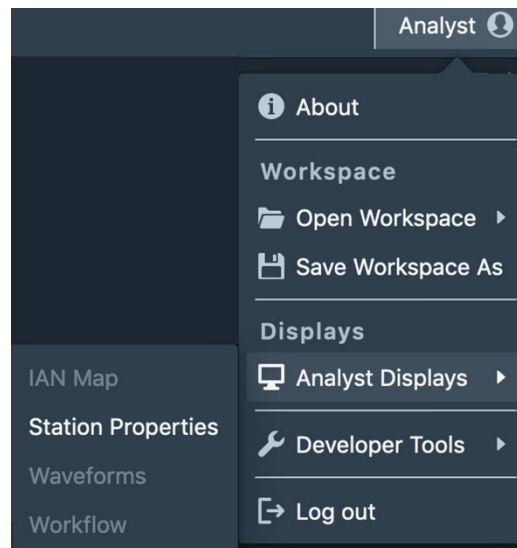 Analyst
About
Workspace
Open Workspace
Save Workspace As
Displays
Analyst Displays
Developer Tools
Log out
IAN Map
Station Properties
Waveforms
Workflow